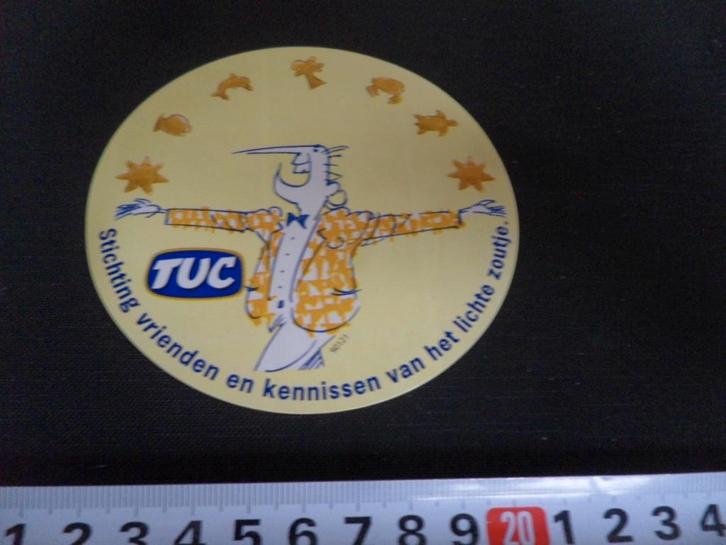 TUC
Stichting vrienden en kennissen van het lichte zoutje.
1 2 3 4 5 6 7 8 9 20 1 2 3 4